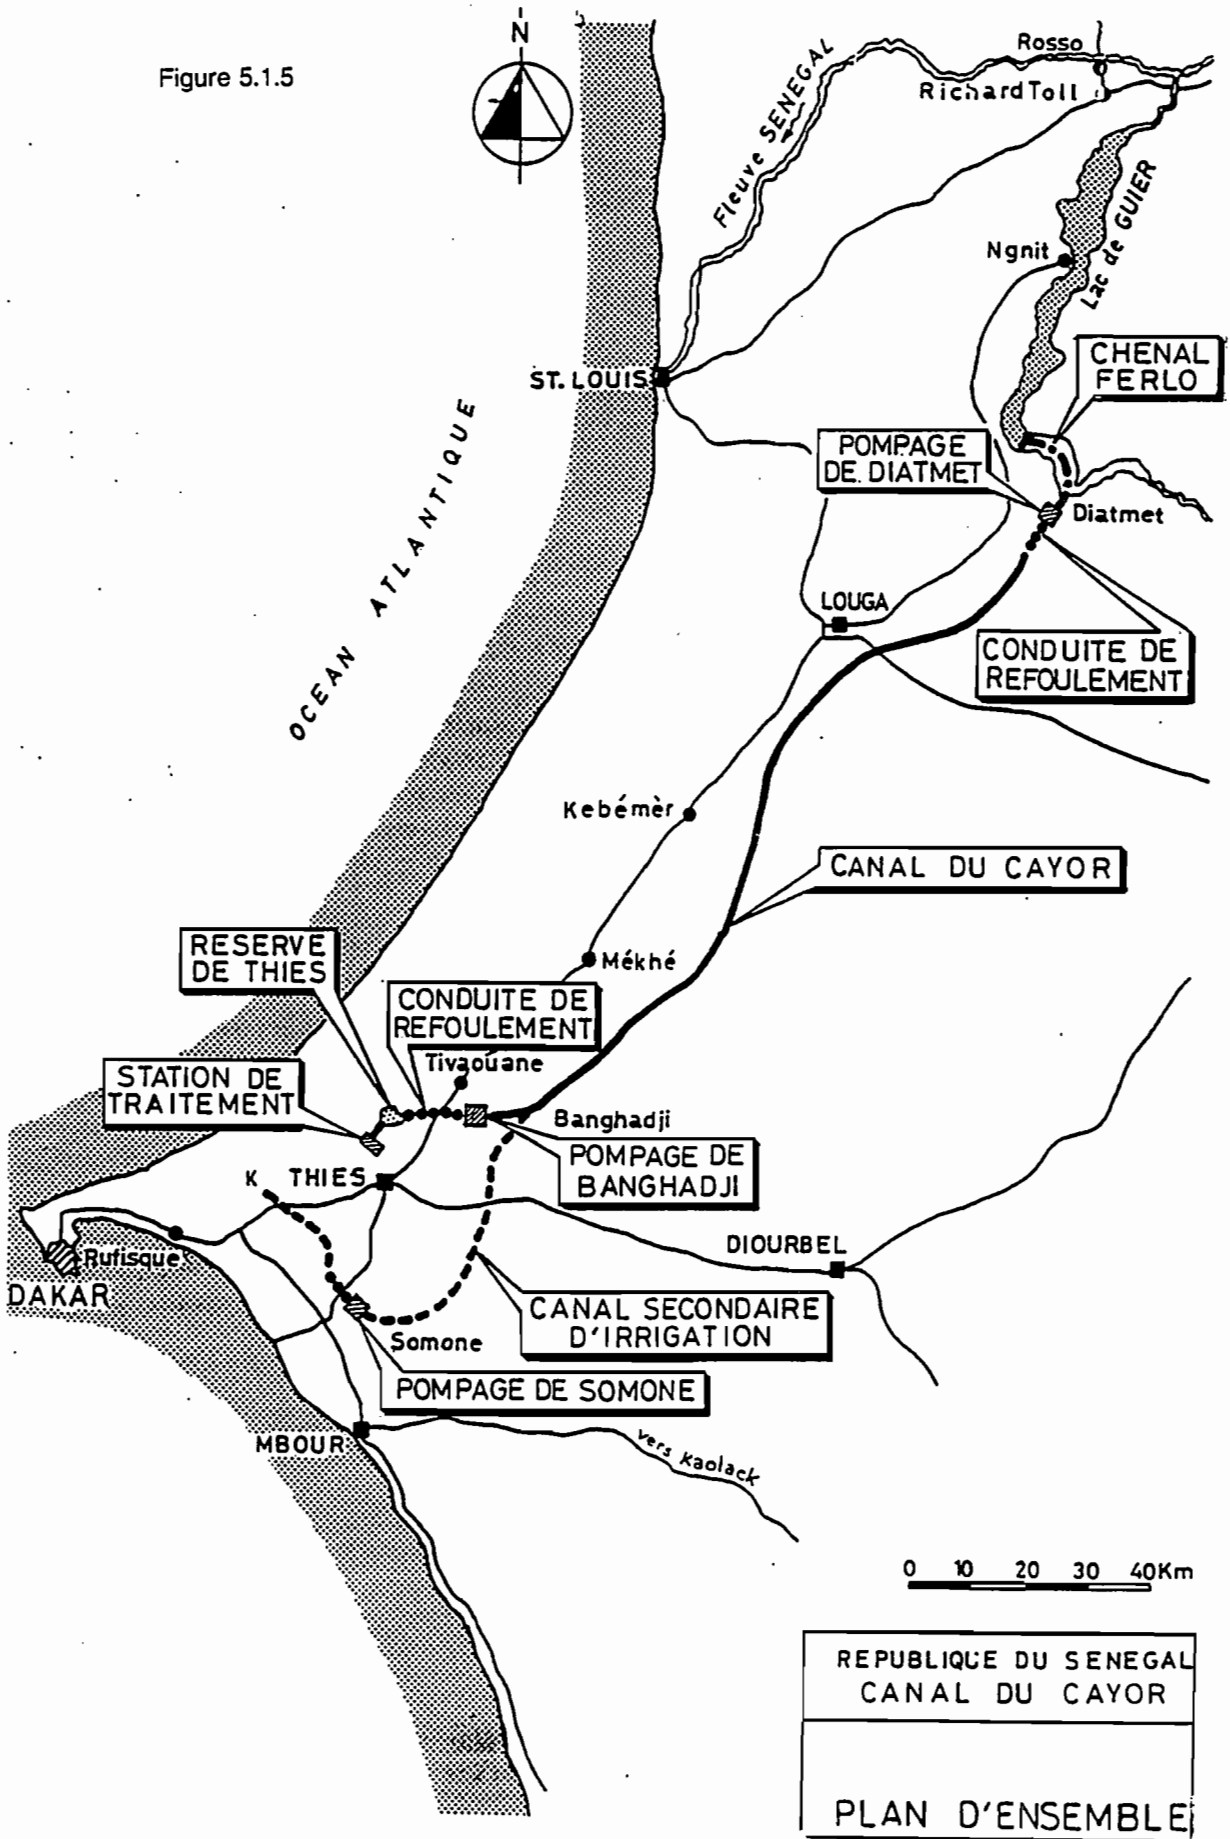 Figure 5.1.5
N
Rosso
Richard Toll
Fleuve SENEGAL
Lac de GUIER
Ngnit
ST. LOUIS
CHENAL
FERLO
POMPAGE
DE DIATMET
Diatmet
OCEAN ATLANTIQUE
LOUGA
CONDUITE DE
REFOULEMENT
Kebémèr
CANAL DU CAYOR
RESERVE
DE THIES
Mékhé
CONDUITE DE
REFOULEMENT
Tivaouane
STATION DE
TRAITEMENT
Banghadji
POMPAGE DE
BANGHADJI
K
THIES
DIOURBEL
Rufisque
DAKAR
CANAL SECONDAIRE
D'IRRIGATION
Somone
POMPAGE DE SOMONE
MBOUR
vers Kaolack
0 10 20 30 40Km
REPUBLIQUE DU SENEGAL
CANAL DU CAYOR
PLAN D'ENSEMBLE